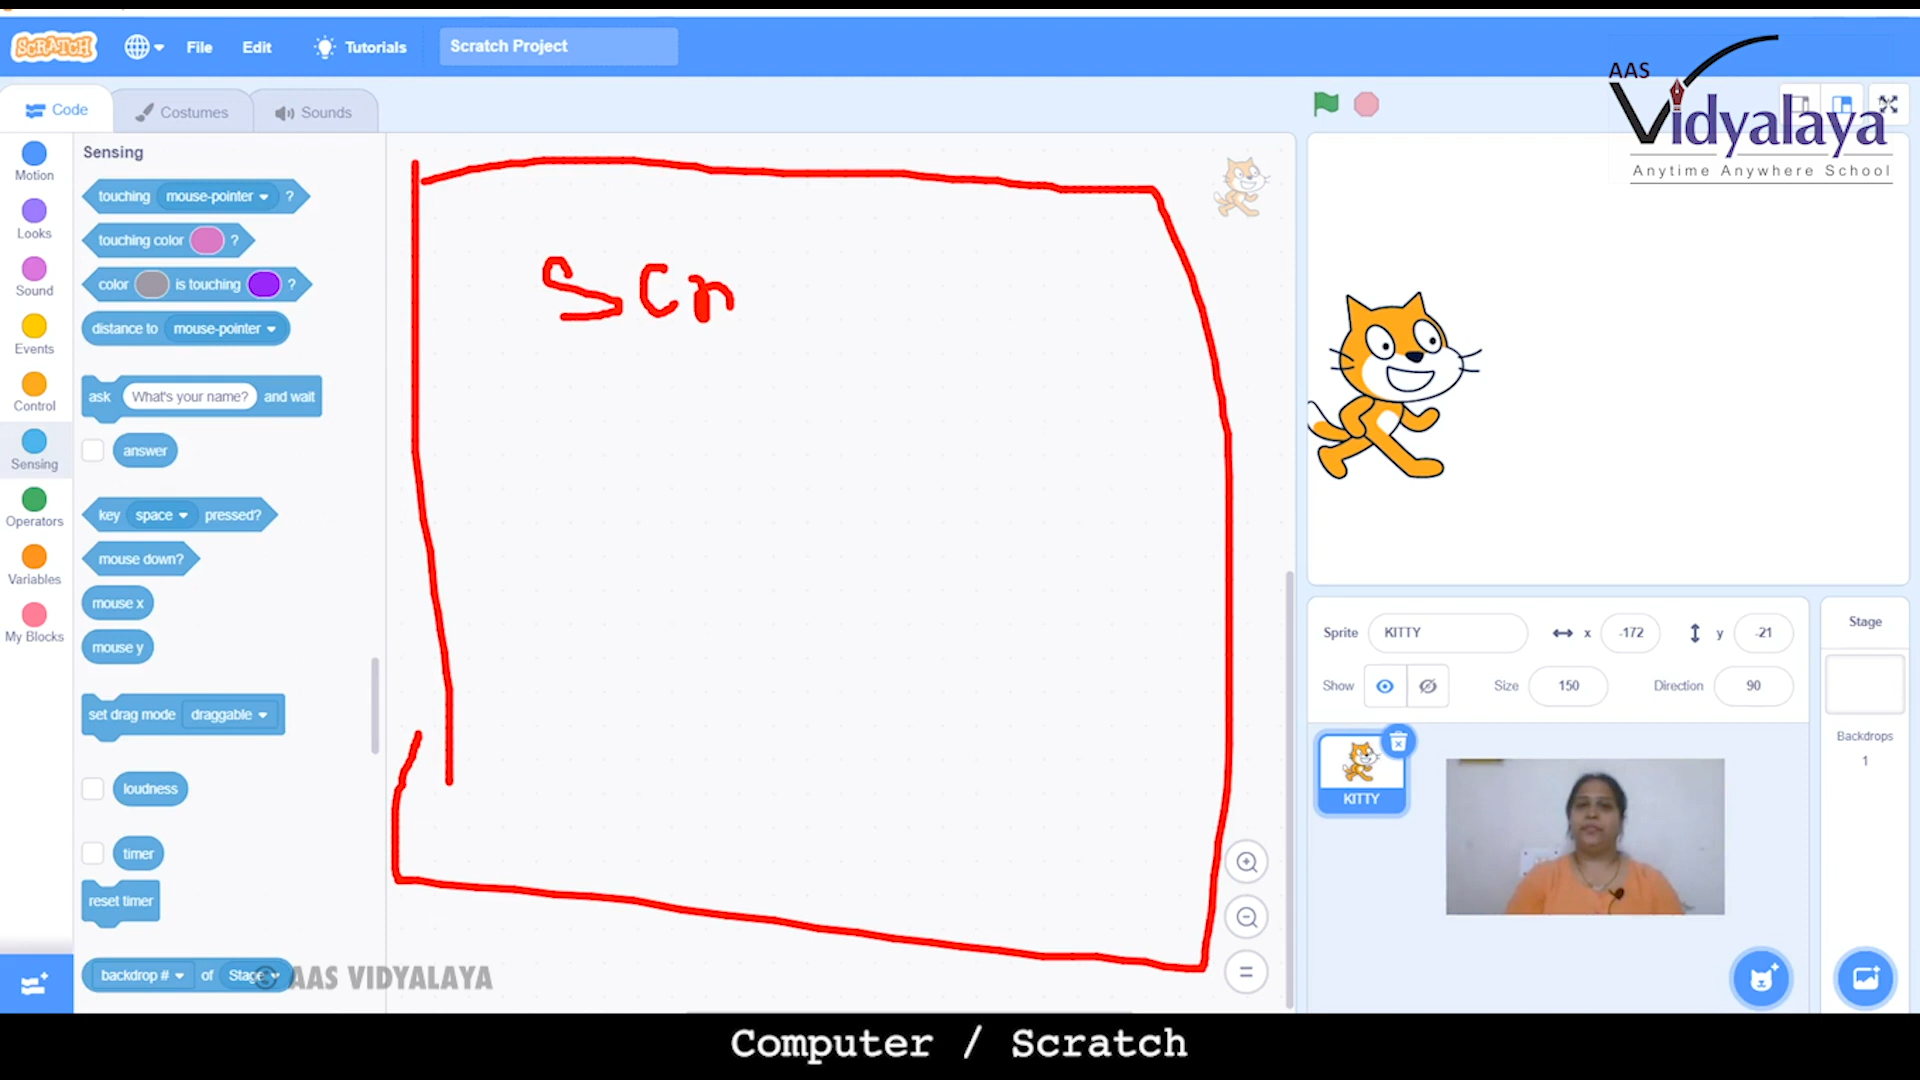 SCRATCH
File
Edit
Tutorials
Scratch Project
AAS
Vidyalaya
Anytime Anywhere School
Code
Costumes
Sounds
Motion
Looks
Sound
Events
Control
Sensing
Operators
Variables
My Blocks
Sensing
touching mouse-pointer ?
touching color ?
color is touching ?
distance to mouse-pointer
ask What's your name? and wait
answer
key space pressed?
mouse down?
mouse x
mouse y
set drag mode draggable
loudness
timer
reset timer
backdrop # of Stage
© AAS VIDYALAYA
Scr
Sprite KITTY x -172 y -21
Show Size 150 Direction 90
KITTY
Stage
Backdrops
1
Computer / Scratch